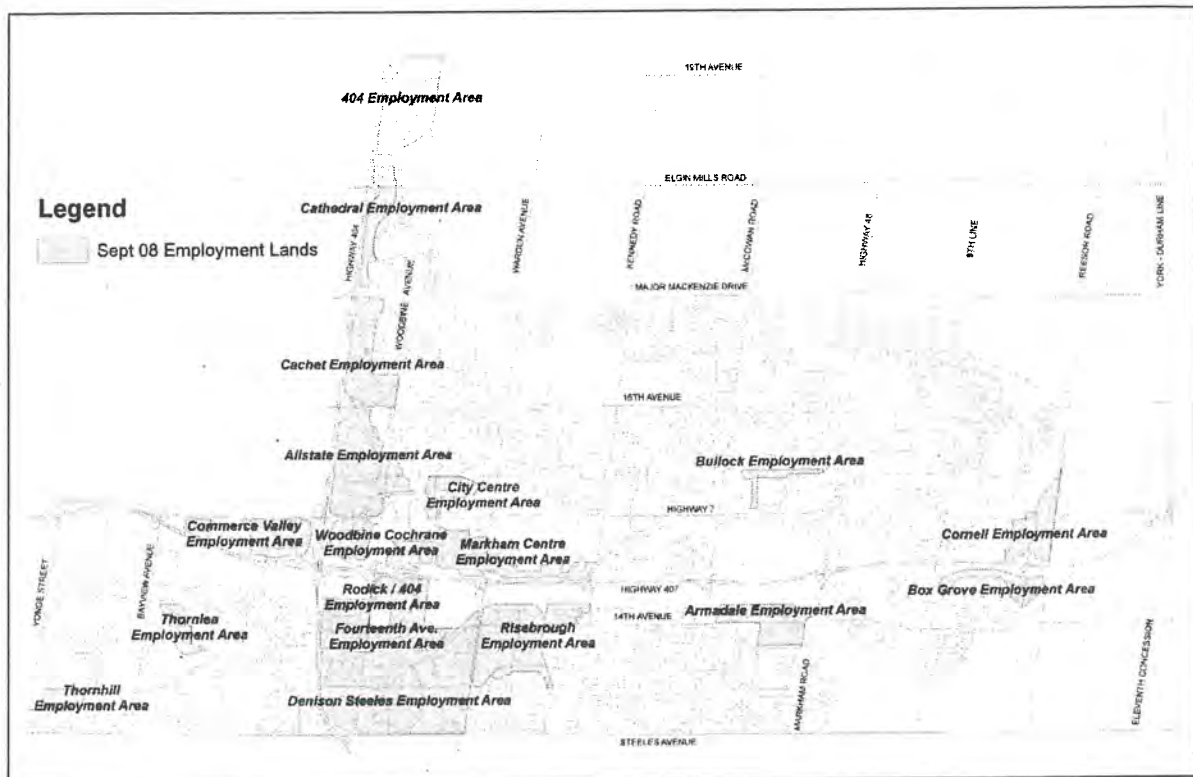 19TH AVENUE
404 Employment Area
ELGIN MILLS ROAD
Legend
Sept 08 Employment Lands
Cathedral Employment Area
HIGHWAY 404
WOODBINE AVENUE
WARDEN AVENUE
KENNEDY ROAD
MCCOWAN ROAD
HIGHWAY 48
9TH LINE
REESOR ROAD
YORK - DURHAM LINE
MAJOR MACKENZIE DRIVE
Cachet Employment Area
16TH AVENUE
Allstate Employment Area
Bullock Employment Area
City Centre
Employment Area
HIGHWAY 7
Commerce Valley
Employment Area
Woodbine Cochrane
Employment Area
Markham Centre
Employment Area
Cornell Employment Area
YONGE STREET
BAYVIEW AVENUE
Rodick / 404
Employment Area
HIGHWAY 407
Box Grove Employment Area
Thornlea
Employment Area
Fourteenth Ave.
Employment Area
Risebrough
Employment Area
14TH AVENUE
Armadale Employment Area
Thornhill
Employment Area
Denison Steeles Employment Area
MARKHAM ROAD
ELEVENTH CONCESSION
STEELES AVENUE